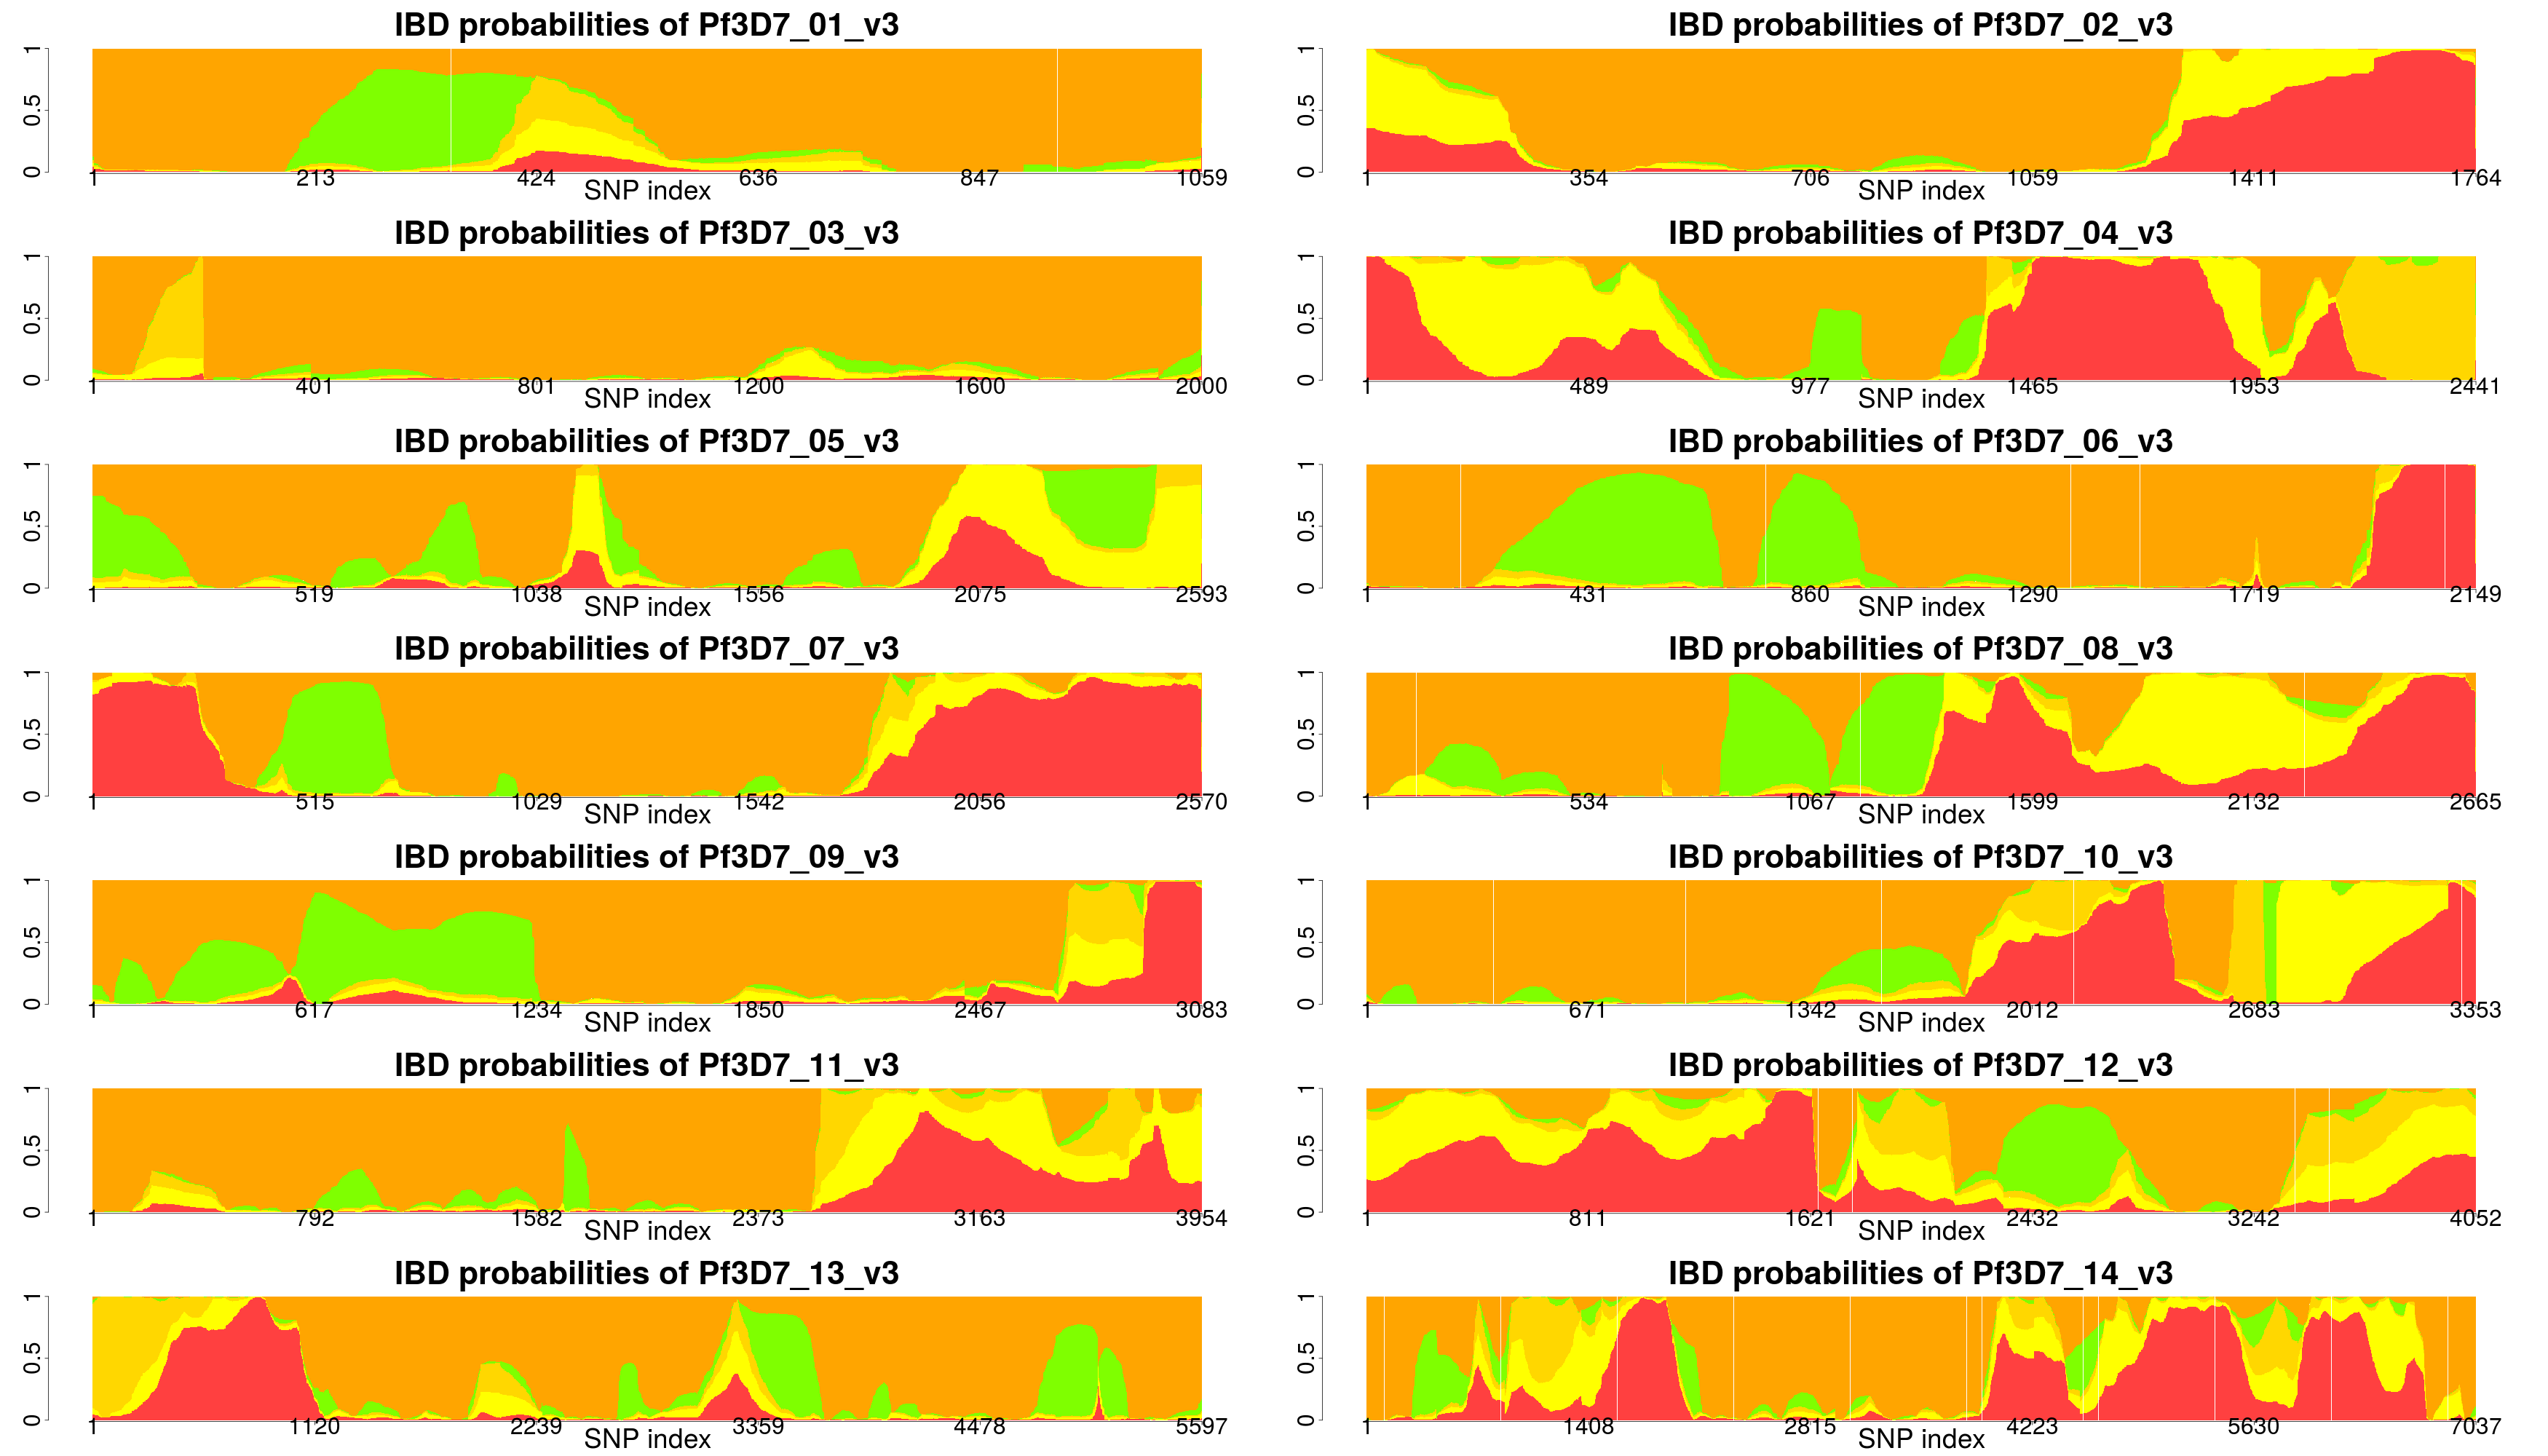 IBD probabilities of Pf3D7_01_v3
0 0.5 1
1 213 424 636 847 1059
SNP index
IBD probabilities of Pf3D7_02_v3
0 0.5 1
1 354 706 1059 1411 1764
SNP index
IBD probabilities of Pf3D7_03_v3
0 0.5 1
1 401 801 1200 1600 2000
SNP index
IBD probabilities of Pf3D7_04_v3
0 0.5 1
1 489 977 1465 1953 2441
SNP index
IBD probabilities of Pf3D7_05_v3
0 0.5 1
1 519 1038 1556 2075 2593
SNP index
IBD probabilities of Pf3D7_06_v3
0 0.5 1
1 431 860 1290 1719 2149
SNP index
IBD probabilities of Pf3D7_07_v3
0 0.5 1
1 515 1029 1542 2056 2570
SNP index
IBD probabilities of Pf3D7_08_v3
0 0.5 1
1 534 1067 1599 2132 2665
SNP index
IBD probabilities of Pf3D7_09_v3
0 0.5 1
1 617 1234 1850 2467 3083
SNP index
IBD probabilities of Pf3D7_10_v3
0 0.5 1
1 671 1342 2012 2683 3353
SNP index
IBD probabilities of Pf3D7_11_v3
0 0.5 1
1 792 1582 2373 3163 3954
SNP index
IBD probabilities of Pf3D7_12_v3
0 0.5 1
1 811 1621 2432 3242 4052
SNP index
IBD probabilities of Pf3D7_13_v3
0 0.5 1
1 1120 2239 3359 4478 5597
SNP index
IBD probabilities of Pf3D7_14_v3
0 0.5 1
1 1408 2815 4223 5630 7037
SNP index